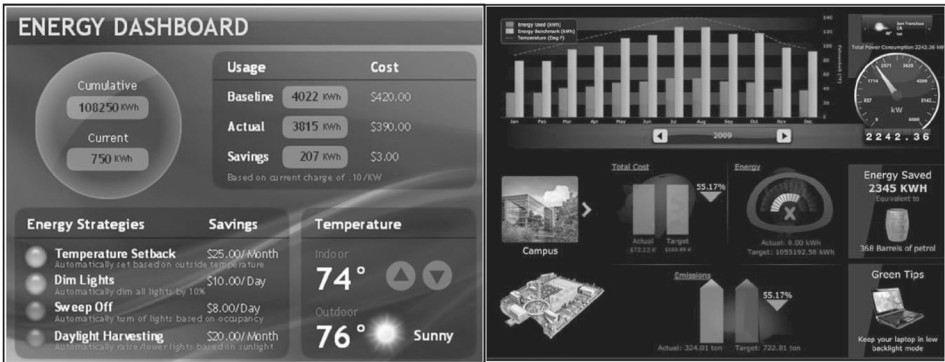 ENERGY DASHBOARD
Cumulative
108250 KWh
Current
750 KWh
Usage Cost
Baseline 4022 KWh $420.00
Actual 3815 KWh $390.00
Savings 207 KWh $3.00
Based on current charge of .10/KW
Energy Strategies Savings
Temperature Setback $25.00/Month
Automatically set based on outside temperature
Dim Lights $10.00/Day
Automatically dim all lights by 10%
Sweep Off $8.00/Day
Automatically turn of lights based on occupancy
Daylight Harvesting $20.00/Month
Automatically raise/lower lights based on sunlight
Temperature
Indoor
74°
Outdoor
76° Sunny
Energy Used (kWh)
Energy Benchmark (kWh)
Temperature (Deg F)
Jan Feb Mar Apr May Jun Jul Aug Sep Oct Nov Dec
2009
San Francisco
CA
Total Power Consumption 2242.36 kW
kW
2242.36
Campus
Total Cost
55.17%
Actual Target
Energy
Actual: 0.00 kWh
Target: 1055192.56 kWh
Emissions
55.17%
Actual: 324.01 ton Target: 722.81 ton
Energy Saved
2345 KWH
Equivalent to
368 Barrels of petrol
Green Tips
Keep your laptop in low
backlight mode